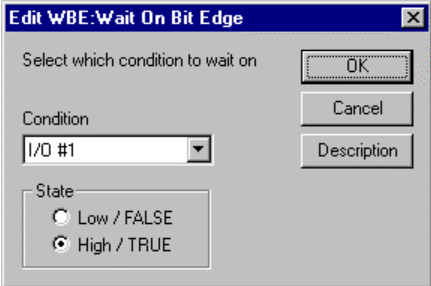 Edit WBE:Wait On Bit Edge
Select which condition to wait on
OK
Cancel
Condition
I/O #1
Description
State
Low / FALSE
High / TRUE